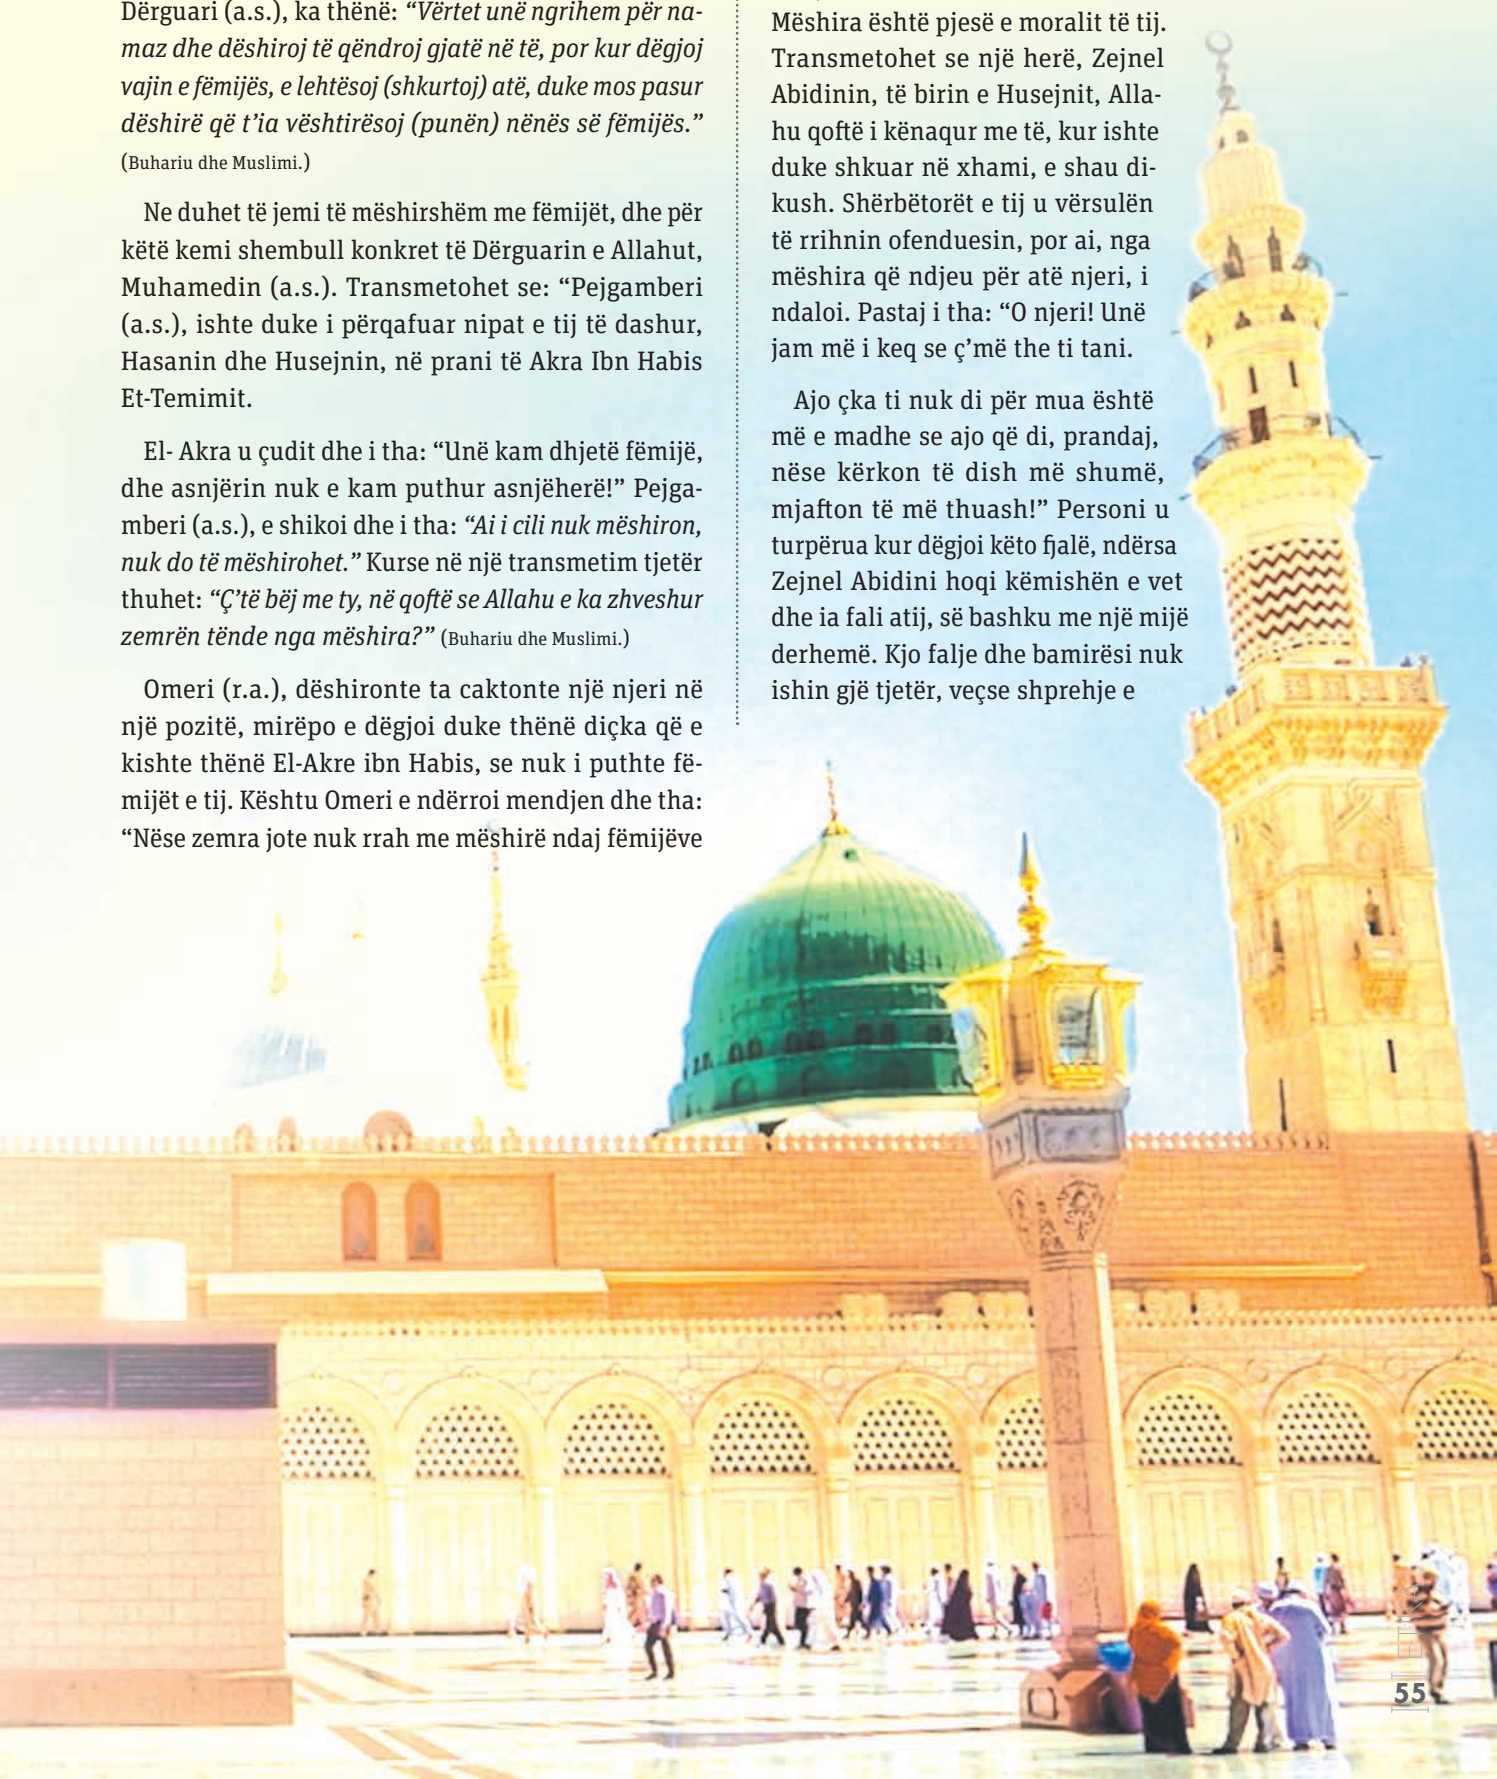 Dërguari (a.s.), ka thënë: “Vërtet unë ngrihem për na-
maz dhe dëshiroj të qëndroj gjatë në të, por kur dëgjoj
vajin e fëmijës, e lehtësoj (shkurtoj) atë, duke mos pasur
dëshirë që t’ia vështirësoj (punën) nënës së fëmijës.”
(Buhariu dhe Muslimi.)
Ne duhet të jemi të mëshirshëm me fëmijët, dhe për
këtë kemi shembull konkret të Dërguarin e Allahut,
Muhamedin (a.s.). Transmetohet se: “Pejgamberi
(a.s.), ishte duke i përqafuar nipat e tij të dashur,
Hasanin dhe Husejnin, në prani të Akra Ibn Habis
Et-Temimit.
El- Akra u çudit dhe i tha: “Unë kam dhjetë fëmijë,
dhe asnjërin nuk e kam puthur asnjëherë!” Pejga-
mberi (a.s.), e shikoi dhe i tha: “Ai i cili nuk mëshiron,
nuk do të mëshirohet.” Kurse në një transmetim tjetër
thuhet: “Ç’të bëj me ty, në qoftë se Allahu e ka zhveshur
zemrën tënde nga mëshira?” (Buhariu dhe Muslimi.)
Omeri (r.a.), dëshironte ta caktonte një njeri në
një pozitë, mirëpo e dëgjoi duke thënë diçka që e
kishte thënë El-Akre ibn Habis, se nuk i puthte fë-
mijët e tij. Kështu Omeri e ndërroi mendjen dhe tha:
“Nëse zemra jote nuk rrah me mëshirë ndaj fëmijëve
Mëshira është pjesë e moralit të tij.
Transmetohet se një herë, Zejnel
Abidinin, të birin e Husejnit, Alla-
hu qoftë i kënaqur me të, kur ishte
duke shkuar në xhami, e shau di-
kush. Shërbëtorët e tij u vërsulën
të rrihnin ofenduesin, por ai, nga
mëshira që ndjeu për atë njeri, i
ndaloi. Pastaj i tha: “O njeri! Unë
jam më i keq se ç’më the ti tani.
Ajo çka ti nuk di për mua është
më e madhe se ajo që di, prandaj,
nëse kërkon të dish më shumë,
mjafton të më thuash!” Personi u
turpërua kur dëgjoi këto fjalë, ndërsa
Zejnel Abidini hoqi këmishën e vet
dhe ia fali atij, së bashku me një mijë
derhemë. Kjo falje dhe bamirësi nuk
ishin gjë tjetër, veçse shprehje e
ETIKA
55